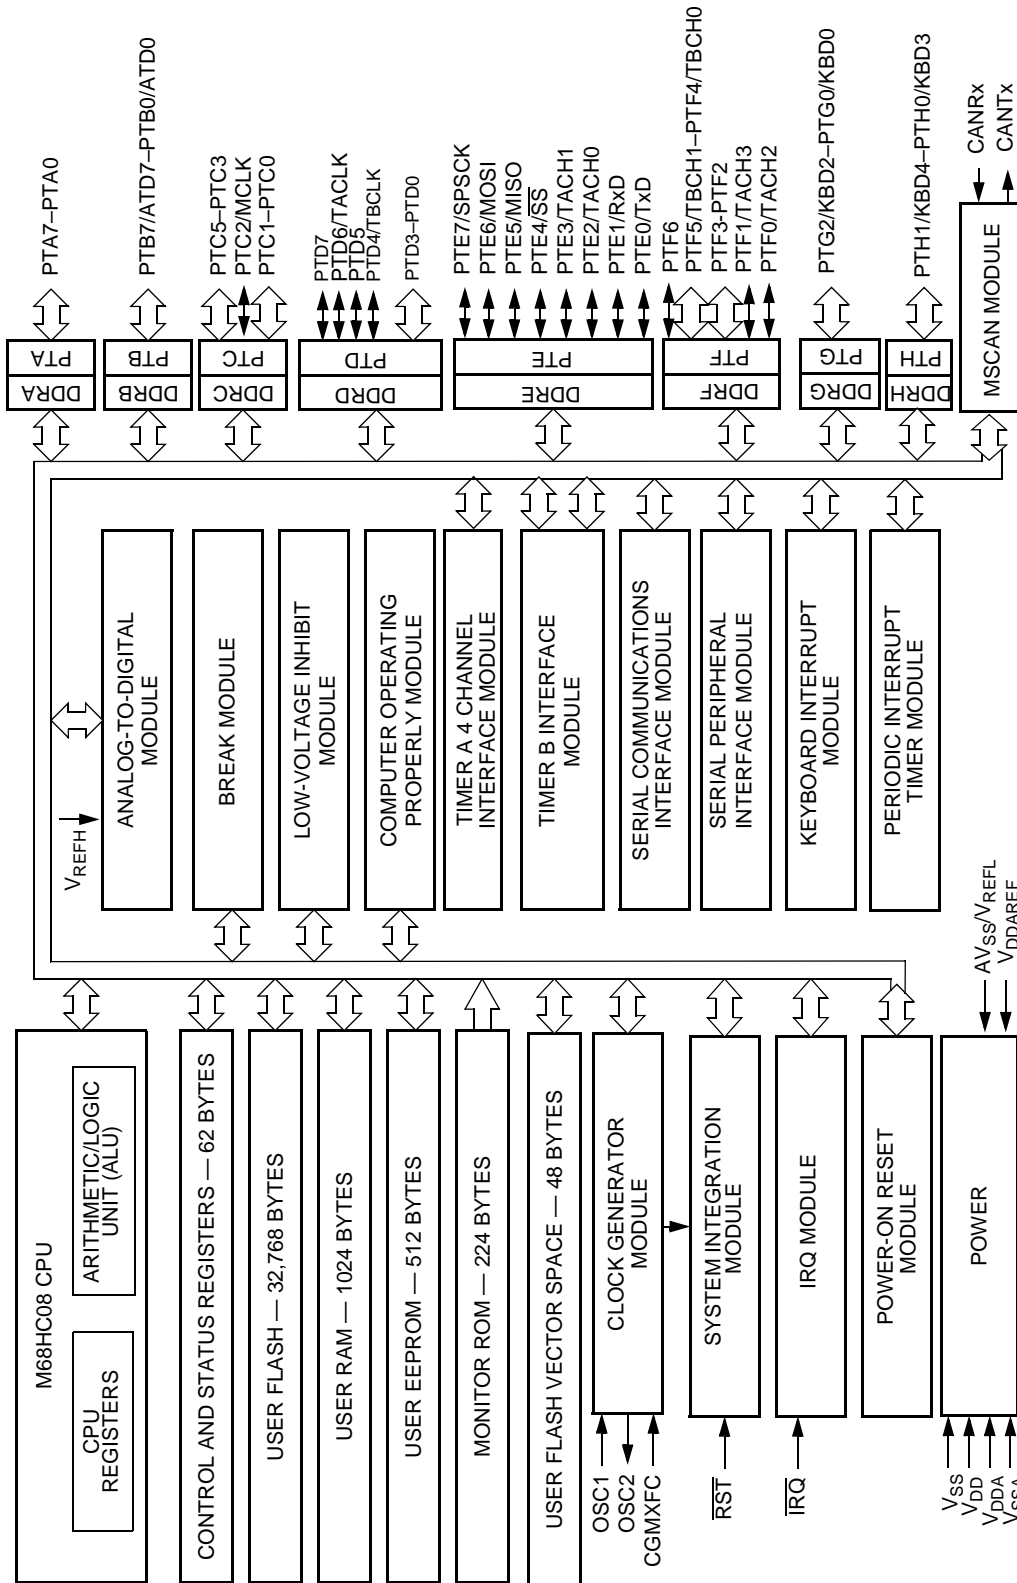 M68HC08 CPU
CPU
REGISTERS
ARITHMETIC/LOGIC
UNIT (ALU)
CONTROL AND STATUS REGISTERS — 62 BYTES
USER FLASH — 32,768 BYTES
USER RAM — 1024 BYTES
USER EEPROM — 512 BYTES
MONITOR ROM — 224 BYTES
USER FLASH VECTOR SPACE — 48 BYTES
OSC1
OSC2
CGMXFC
CLOCK GENERATOR
MODULE
RST
SYSTEM INTEGRATION
MODULE
IRQ
IRQ MODULE
POWER-ON RESET
MODULE
VSS
VDD
VDDA
VSSA
POWER
AVSS/VREFL
VDDAREF
VREFH
ANALOG-TO-DIGITAL
MODULE
BREAK MODULE
LOW-VOLTAGE INHIBIT
MODULE
COMPUTER OPERATING
PROPERLY MODULE
TIMER A 4 CHANNEL
INTERFACE MODULE
TIMER B INTERFACE
MODULE
SERIAL COMMUNICATIONS
INTERFACE MODULE
SERIAL PERIPHERAL
INTERFACE MODULE
KEYBOARD INTERRUPT
MODULE
PERIODIC INTERRUPT
TIMER MODULE
DDRA
PTA
PTA7–PTA0
DDRB
PTB
PTB7/ATD7–PTB0/ATD0
DDRC
PTC
PTC5–PTC3
PTC2/MCLK
PTC1–PTC0
DDRD
PTD
PTD7
PTD6/TACLK
PTD5
PTD4/TBCLK
PTD3–PTD0
DDRE
PTE
PTE7/SPSCK
PTE6/MOSI
PTE5/MISO
PTE4/SS
PTE3/TACH1
PTE2/TACH0
PTE1/RxD
PTE0/TxD
DDRF
PTF
PTF6
PTF5/TBCH1–PTF4/TBCH0
PTF3-PTF2
PTF1/TACH3
PTF0/TACH2
DDRG
PTG
PTG2/KBD2–PTG0/KBD0
DDRH
PTH
PTH1/KBD4–PTH0/KBD3
MSCAN MODULE
CANRx
CANTx